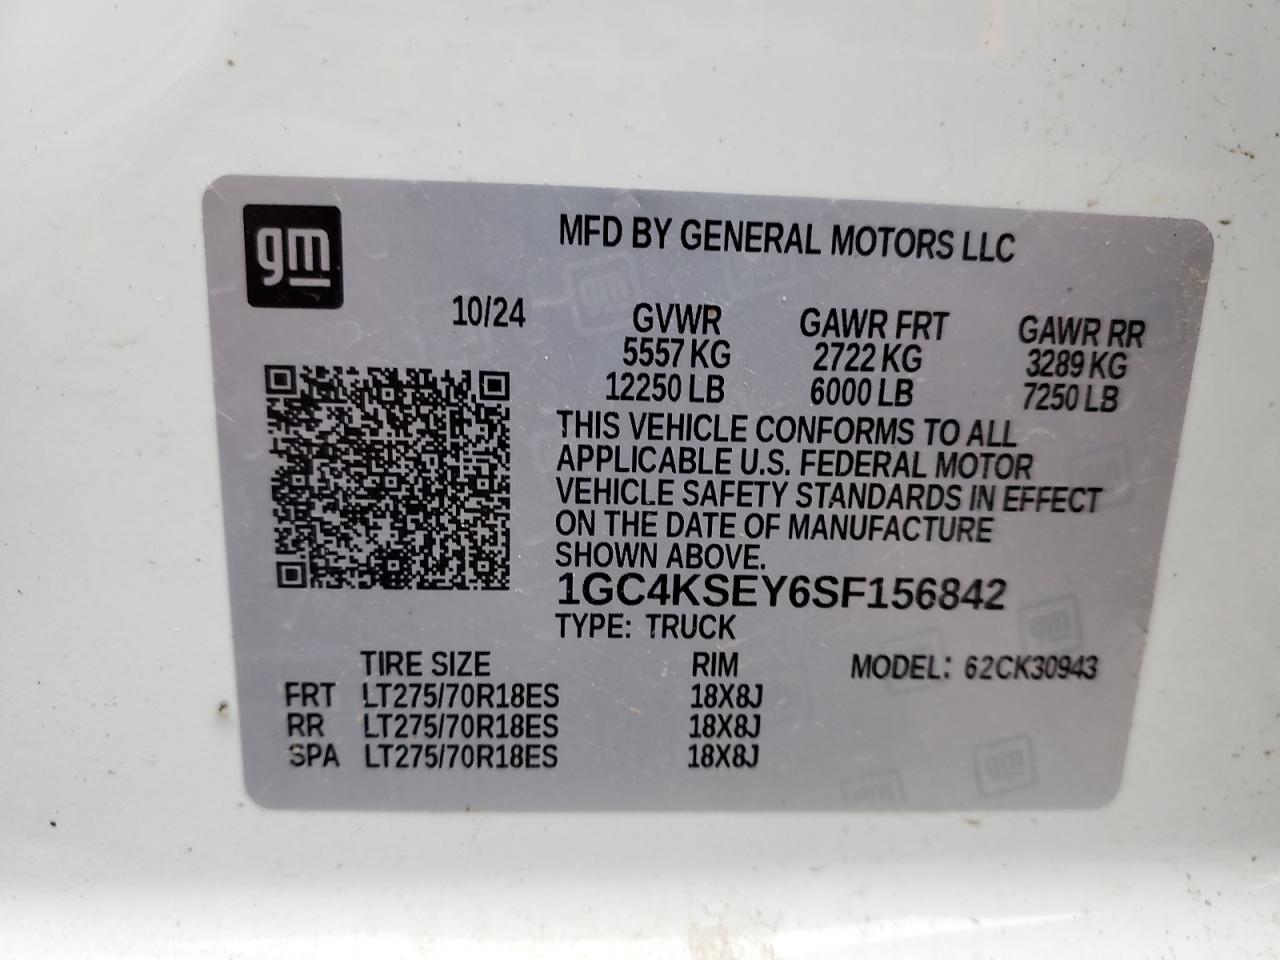 gm
MFD BY GENERAL MOTORS LLC
10/24 GVWR GAWR FRT GAWR RR
5557 KG 2722 KG 3289 KG
12250 LB 6000 LB 7250 LB
THIS VEHICLE CONFORMS TO ALL
APPLICABLE U.S. FEDERAL MOTOR
VEHICLE SAFETY STANDARDS IN EFFECT
ON THE DATE OF MANUFACTURE
SHOWN ABOVE.
1GC4KSEY6SF156842
TYPE: TRUCK
TIRE SIZE RIM MODEL: 62CK30943
FRT LT275/70R18ES 18X8J
RR LT275/70R18ES 18X8J
SPA LT275/70R18ES 18X8J